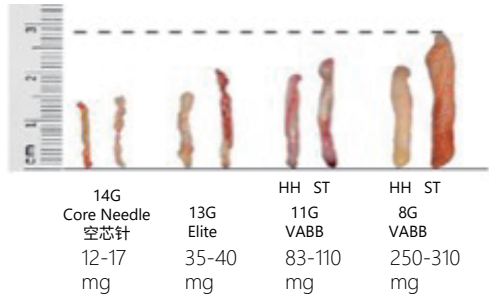 3
2
1
cm
HH ST
HH ST
14G
Core Needle
空芯针
13G
Elite
11G
VABB
8G
VABB
12-17
mg
35-40
mg
83-110
mg
250-310
mg